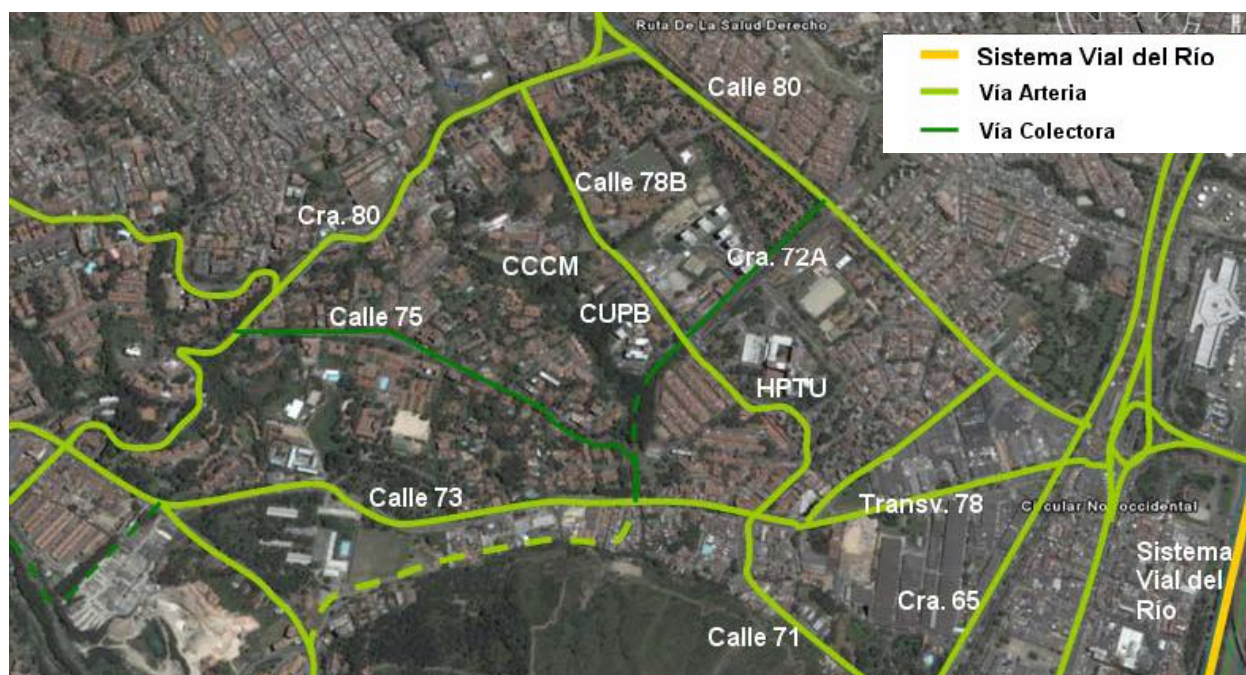 Ruta De La Salud Derecho
Sistema Vial del Río
Vía Arteria
Vía Colectora
Calle 80
Calle 78B
Cra. 80
Cra. 72A
CCCM
CUPB
Calle 75
HPTU
Calle 73
Transv. 78
Circular Noroccidental
Sistema
Vial del
Río
Cra. 65
Calle 71